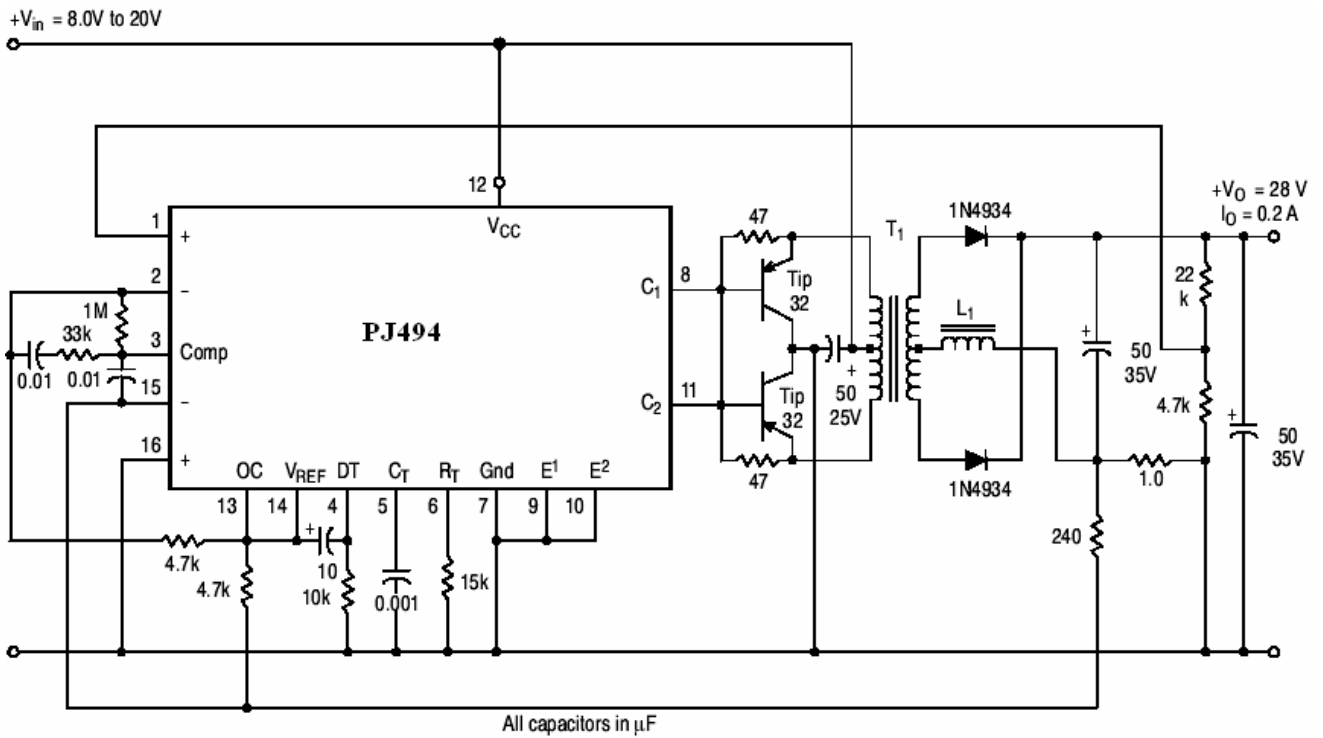 +Vin = 8.0V to 20V
12
VCC
+VO = 28 V
IO = 0.2 A
1
+
2
−
1M
33k
3
Comp
0.01
0.01
15
−
16
+
PJ494
C1
8
C2
11
47
Tip
32
Tip
32
47
+
50
25V
T1
1N4934
L1
1N4934
+
50
35V
22
k
4.7k
+
50
35V
1.0
240
OC
VREF
DT
CT
RT
Gnd
E1
E2
13
14
4
5
6
7
9
10
+
4.7k
4.7k
10
10k
0.001
15k
All capacitors in μF